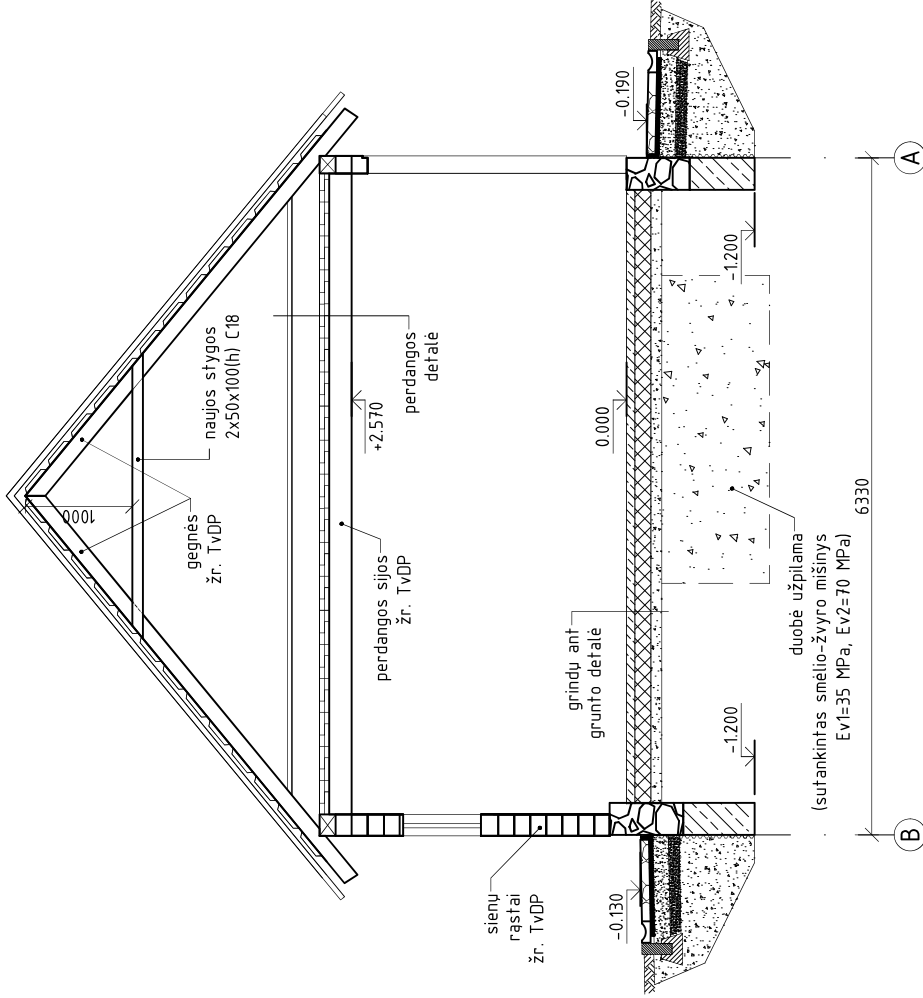 1000
naujos stygos
2x50x100(h) C18
gegnės
žr. TvDP
perdangos
detalė
+2.570
perdangos sijos
žr. TvDP
sienų
rąstai
žr. TvDP
0.000
grindų ant
grunto detalė
-0.130
-0.190
-1.200
-1.200
duobė užpilama
(sutankintas smėlio-žvyro mišinys
Ev1=35 MPa, Ev2=70 MPa)
6330
B
A